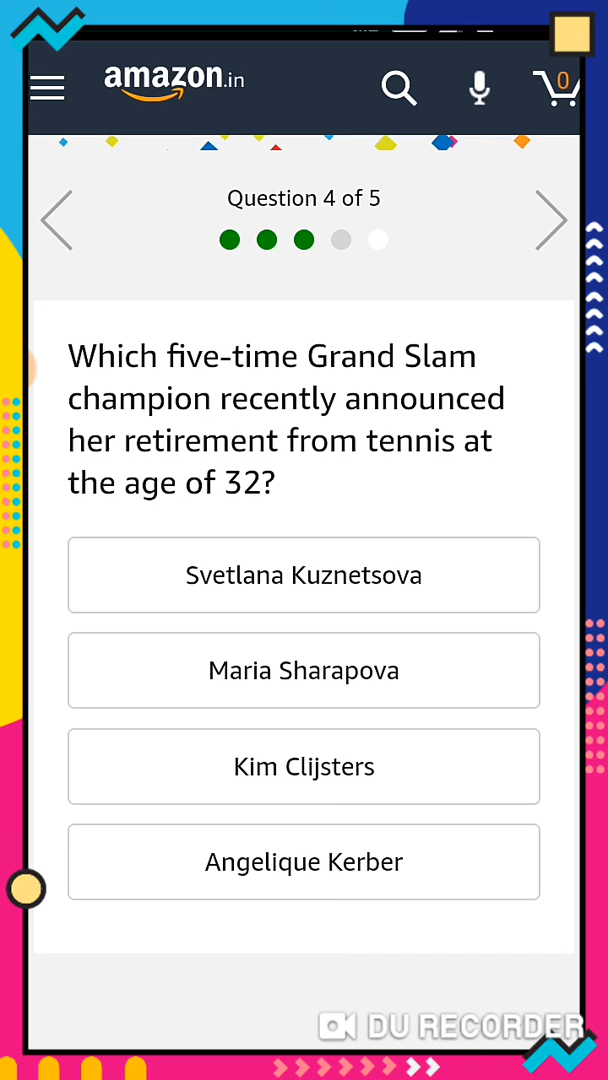 amazon.in
0
Question 4 of 5
Which five-time Grand Slam
champion recently announced
her retirement from tennis at
the age of 32?
Svetlana Kuznetsova
Maria Sharapova
Kim Clijsters
Angelique Kerber
DU RECORDER